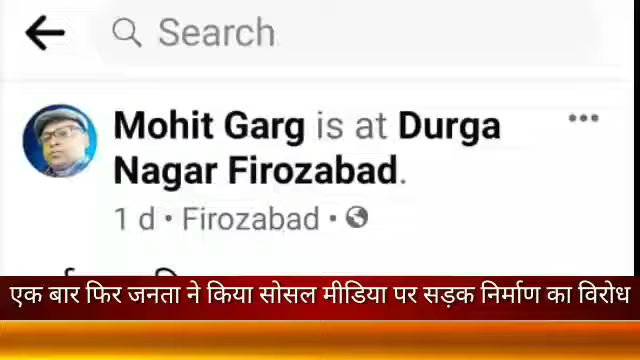 Search
Mohit Garg is at Durga
Nagar Firozabad.
1 d • Firozabad •
एक बार फिर जनता ने किया सोसल मीडिया पर सड़क निर्माण का विरोध